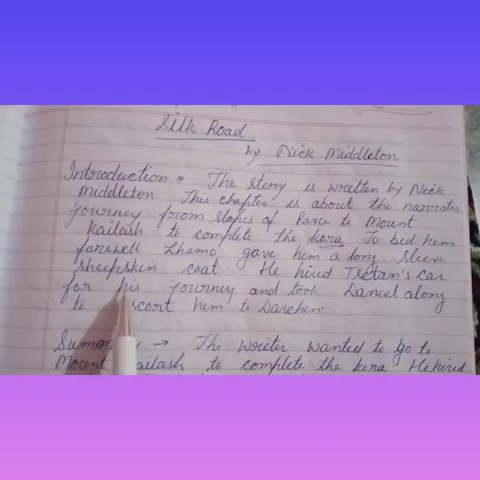 Silk Road
by Nick Middleton
Introduction → The story is written by Nick
Middleton This chapter is about the narrator
journey from slopes of Ravu to Mount
Kailash to complete the kora To bid hem
farewell Lhamo gave him a long sleeve
sheepskin coat. He hired Tsetan's car
for his journey and took Daniel along
to scort him to Darchen.
→ The writer wanted to go to
Mount Kailash to complete the kora He hired